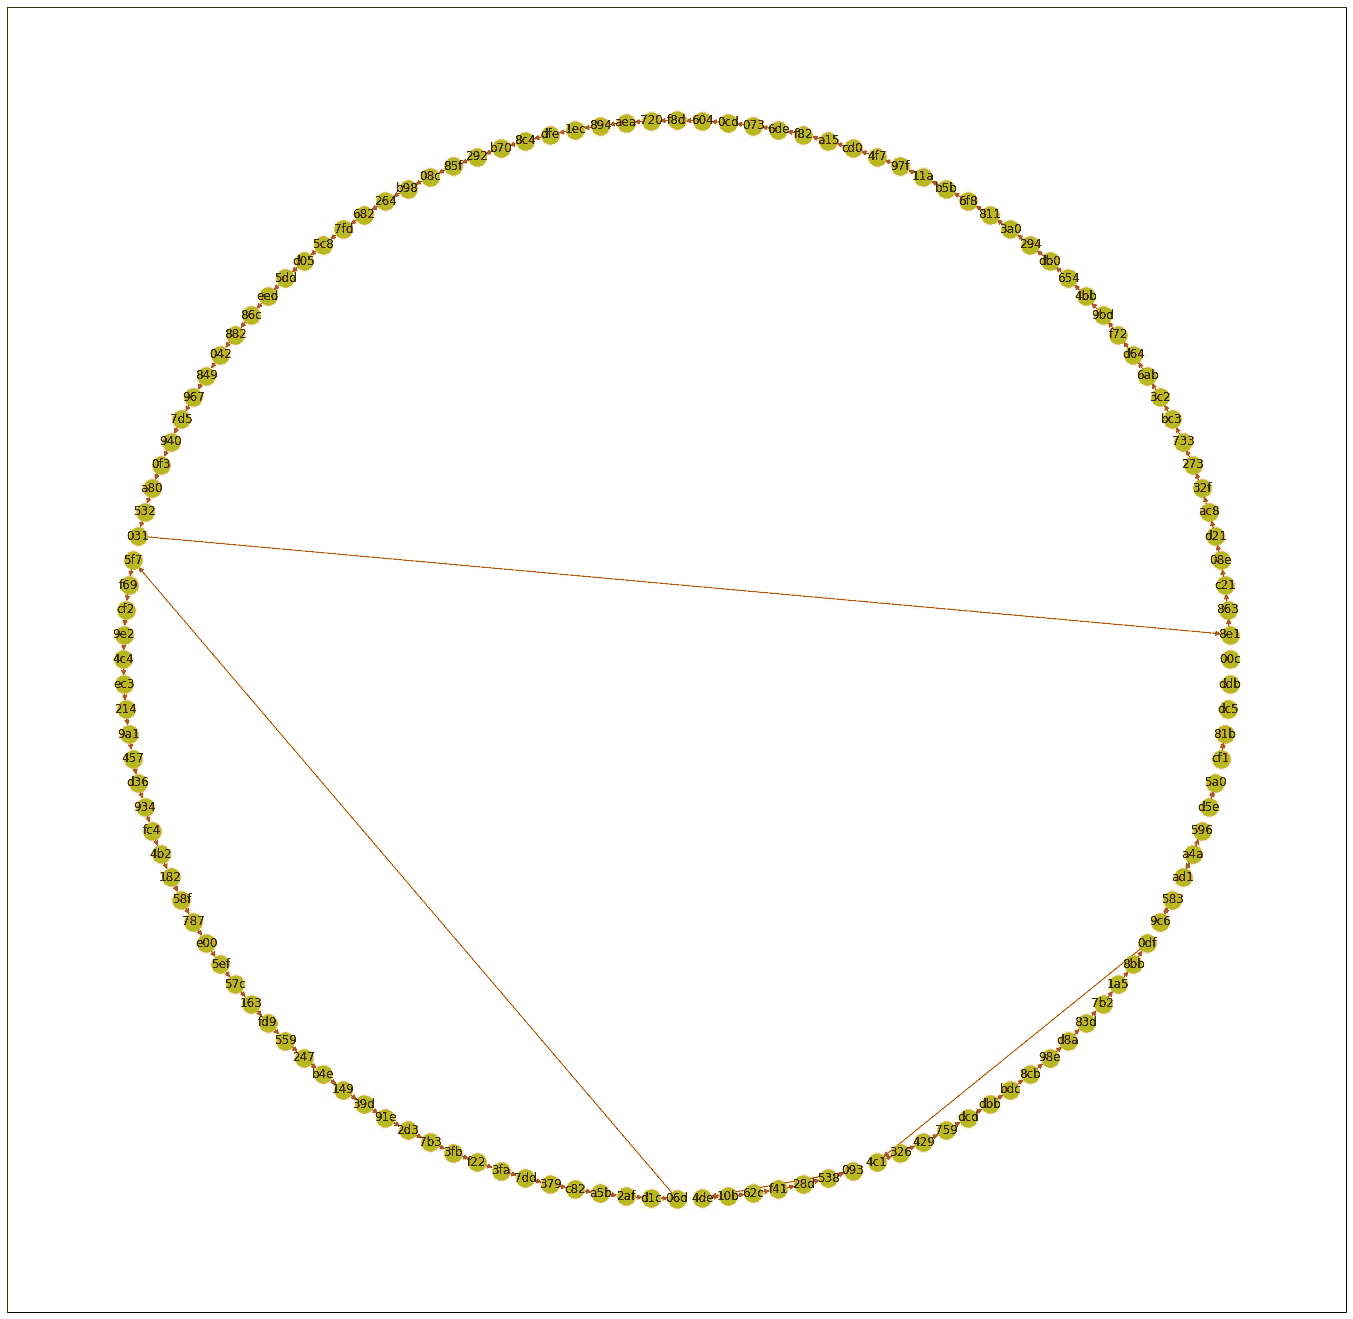 f8d
604
0cd
073
6de
f82
a15
cd0
4f7
97f
11a
b5b
6f8
811
3a0
294
db0
654
4bb
9bd
f72
d64
6ab
3c2
bc3
733
273
32f
ac8
d21
08e
c21
863
8e1
00c
ddb
dc5
81b
cf1
5a0
d5e
596
a4a
ad1
583
9c6
0df
8bb
1a5
7b2
83d
d8a
98e
8cb
bdc
dbb
dcd
759
429
326
4c1
093
538
28d
f41
62c
10b
4de
06d
d1c
2af
a5b
c82
379
7dd
3fa
f22
3fb
7b3
2d3
91e
39d
149
b4e
247
559
fd9
163
57c
5ef
e00
787
58f
182
4b2
fc4
934
d36
457
9a1
214
ec3
4c4
9e2
cf2
f69
5f7
031
532
a80
0f3
940
7d5
967
849
042
882
86c
eed
5dd
d05
5c8
7fd
682
264
b98
08c
85f
292
b70
8c4
dfe
1ec
894
aea
720